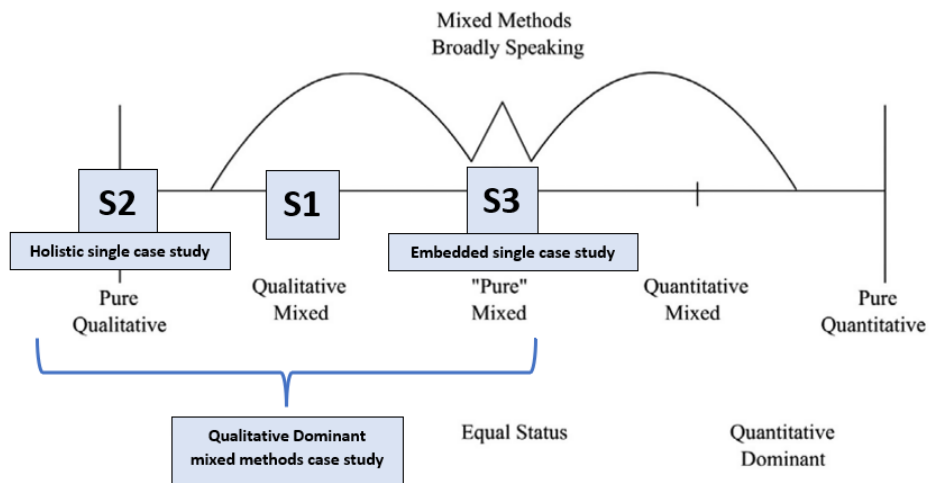 Mixed Methods
Broadly Speaking
S2
S1
S3
Holistic single case study
Embedded single case study
Pure
Qualitative
Qualitative
Mixed
"Pure"
Mixed
Quantitative
Mixed
Pure
Quantitative
Qualitative Dominant
mixed methods case study
Equal Status
Quantitative
Dominant